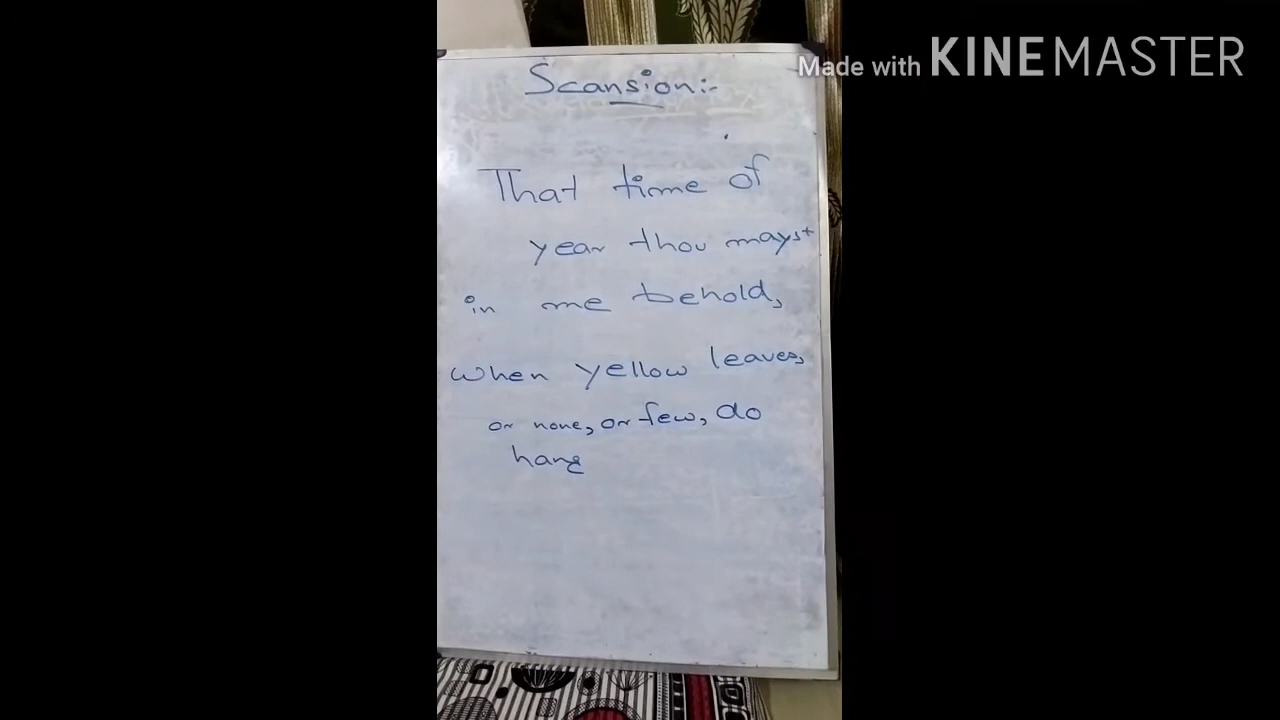 Made with KINEMASTER
Scansion:-
That time of
year thou mayst
in me behold,
when yellow leaves,
or none, or few, do
hang